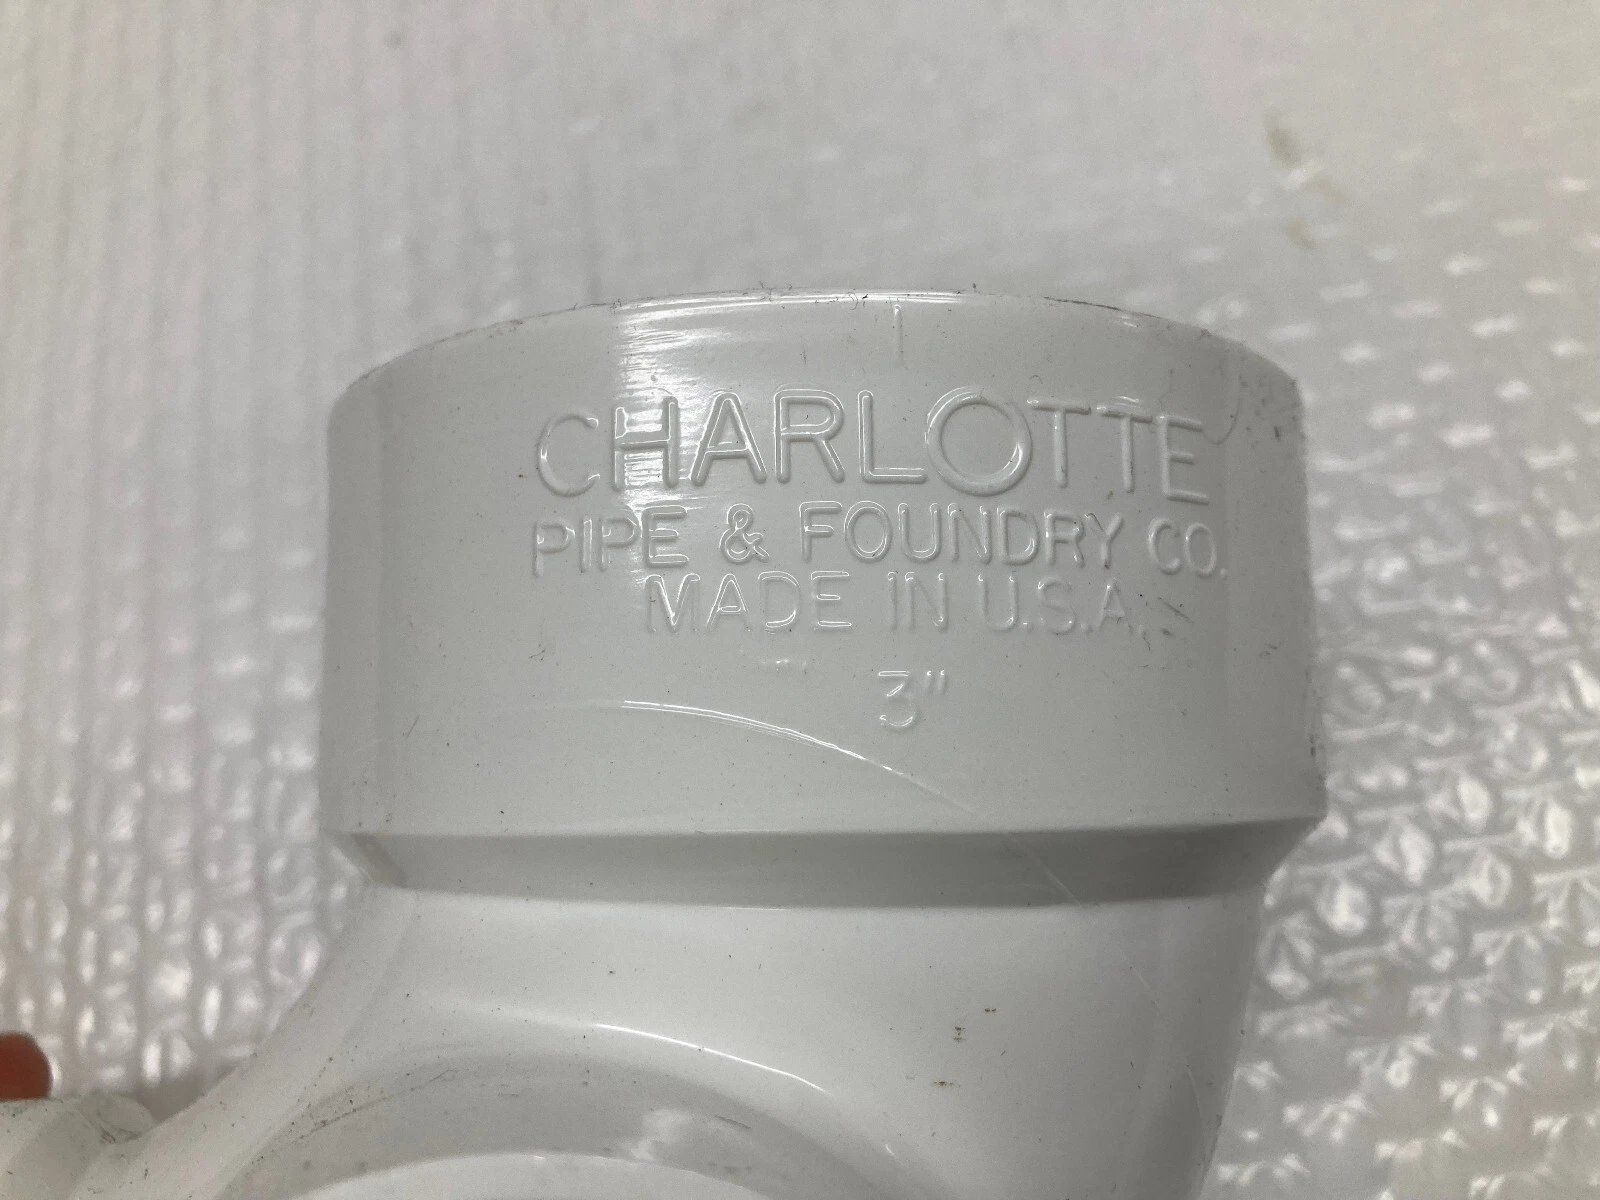 CHARLOTTE
PIPE & FOUNDRY CO.
MADE IN U.S.A.
3"